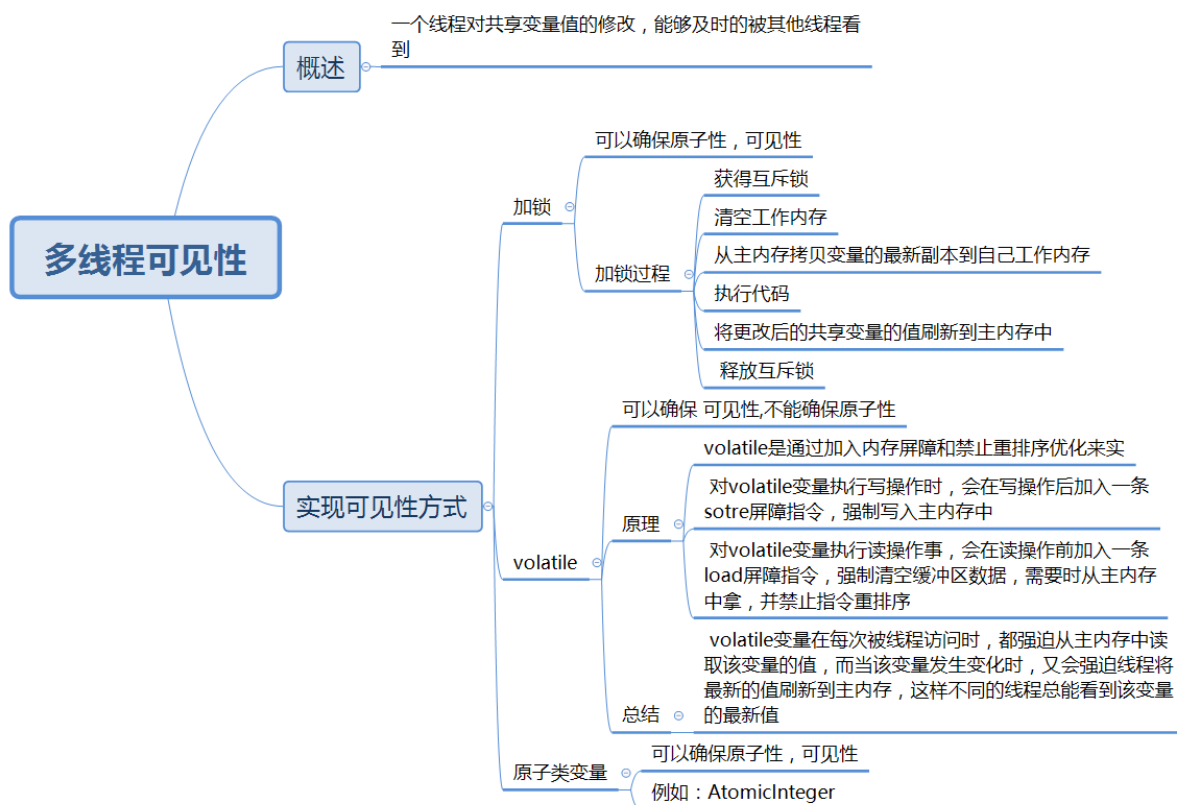 一个线程对共享变量值的修改，能够及时的被其他线程看
到
概述
多线程可见性
实现可见性方式
加锁
可以确保原子性，可见性
加锁过程
获得互斥锁
清空工作内存
从主内存拷贝变量的最新副本到自己工作内存
执行代码
将更改后的共享变量的值刷新到主内存中
释放互斥锁
volatile
可以确保 可见性,不能确保原子性
原理
volatile是通过加入内存屏障和禁止重排序优化来实
对volatile变量执行写操作时，会在写操作后加入一条
sotre屏障指令，强制写入主内存中
对volatile变量执行读操作事，会在读操作前加入一条
load屏障指令，强制清空缓冲区数据，需要时从主内存
中拿，并禁止指令重排序
总结
volatile变量在每次被线程访问时，都强迫从主内存中读
取该变量的值，而当该变量发生变化时，又会强迫线程将
最新的值刷新到主内存，这样不同的线程总能看到该变量
的最新值
原子类变量
可以确保原子性，可见性
例如：AtomicInteger